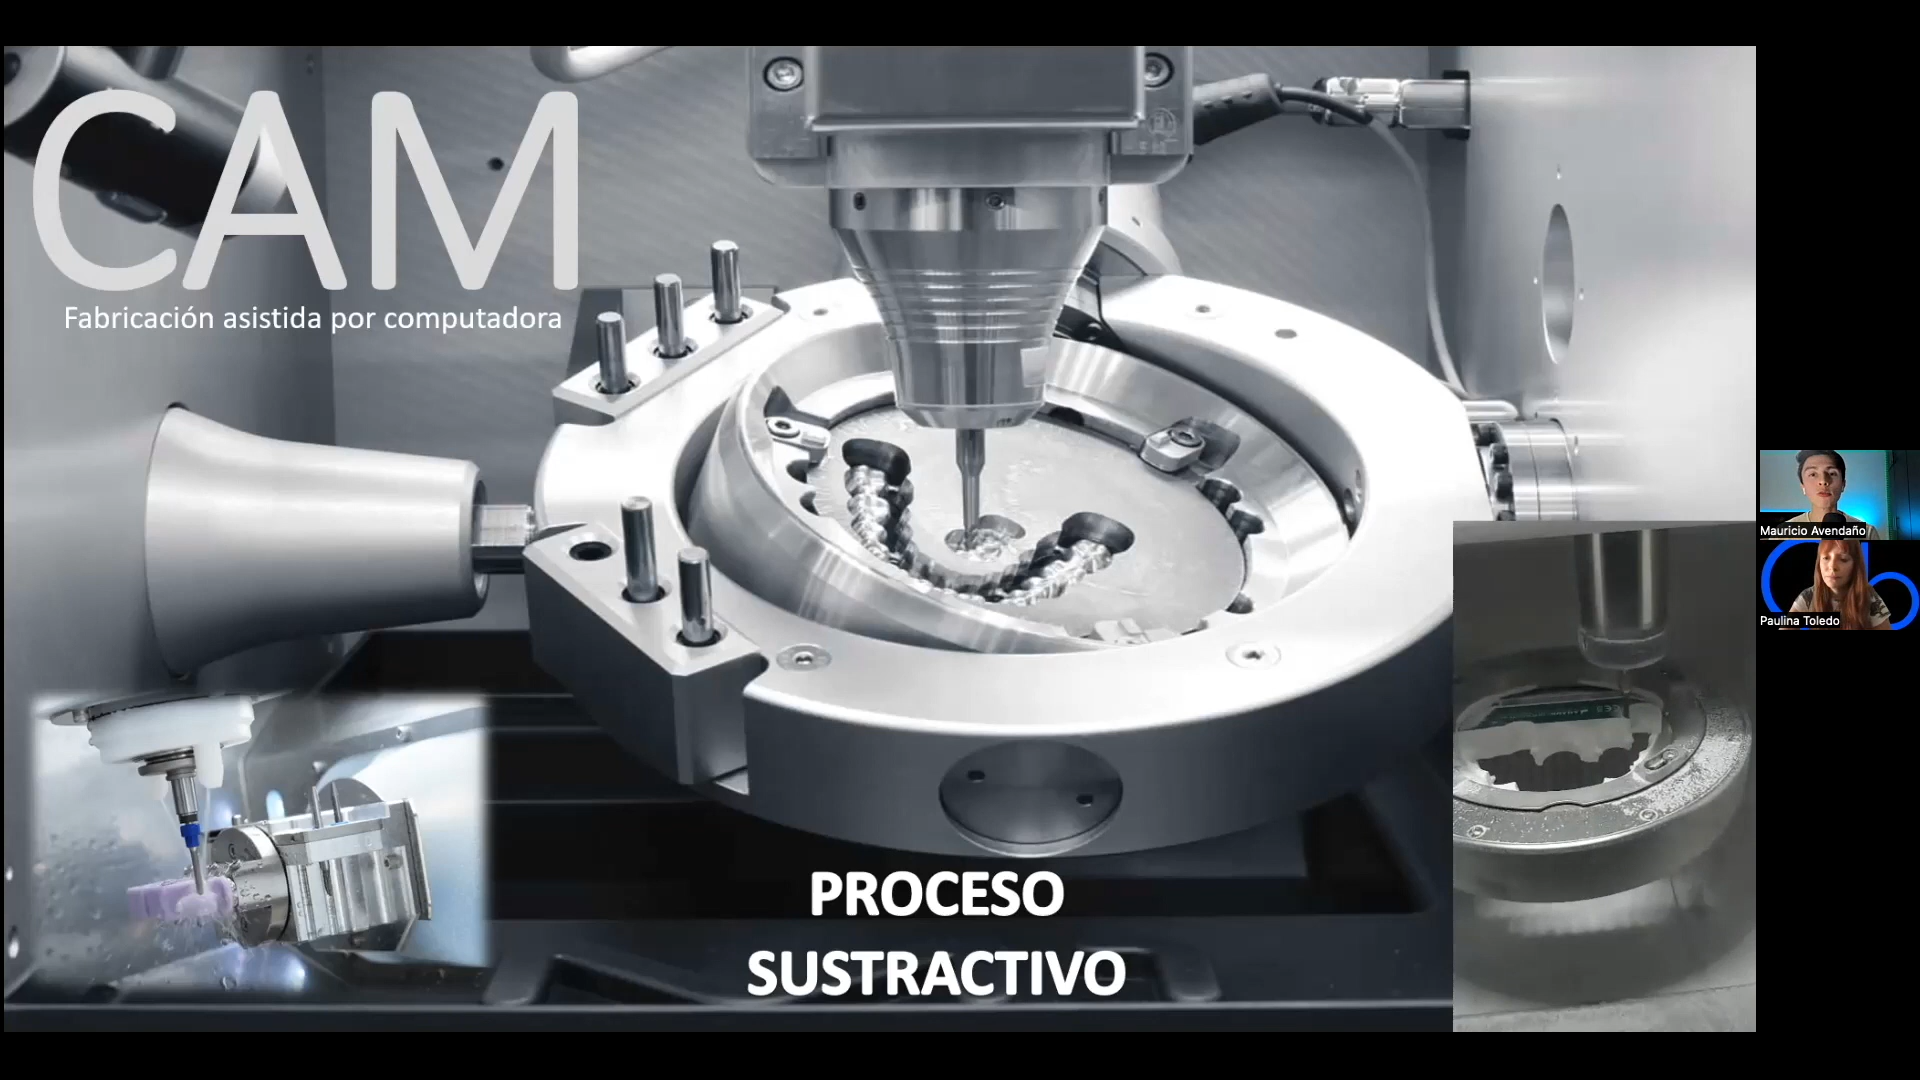 CAM
Fabricación asistida por computadora
PROCESO
SUSTRACTIVO
Mauricio Avendaño
Paulina Toledo